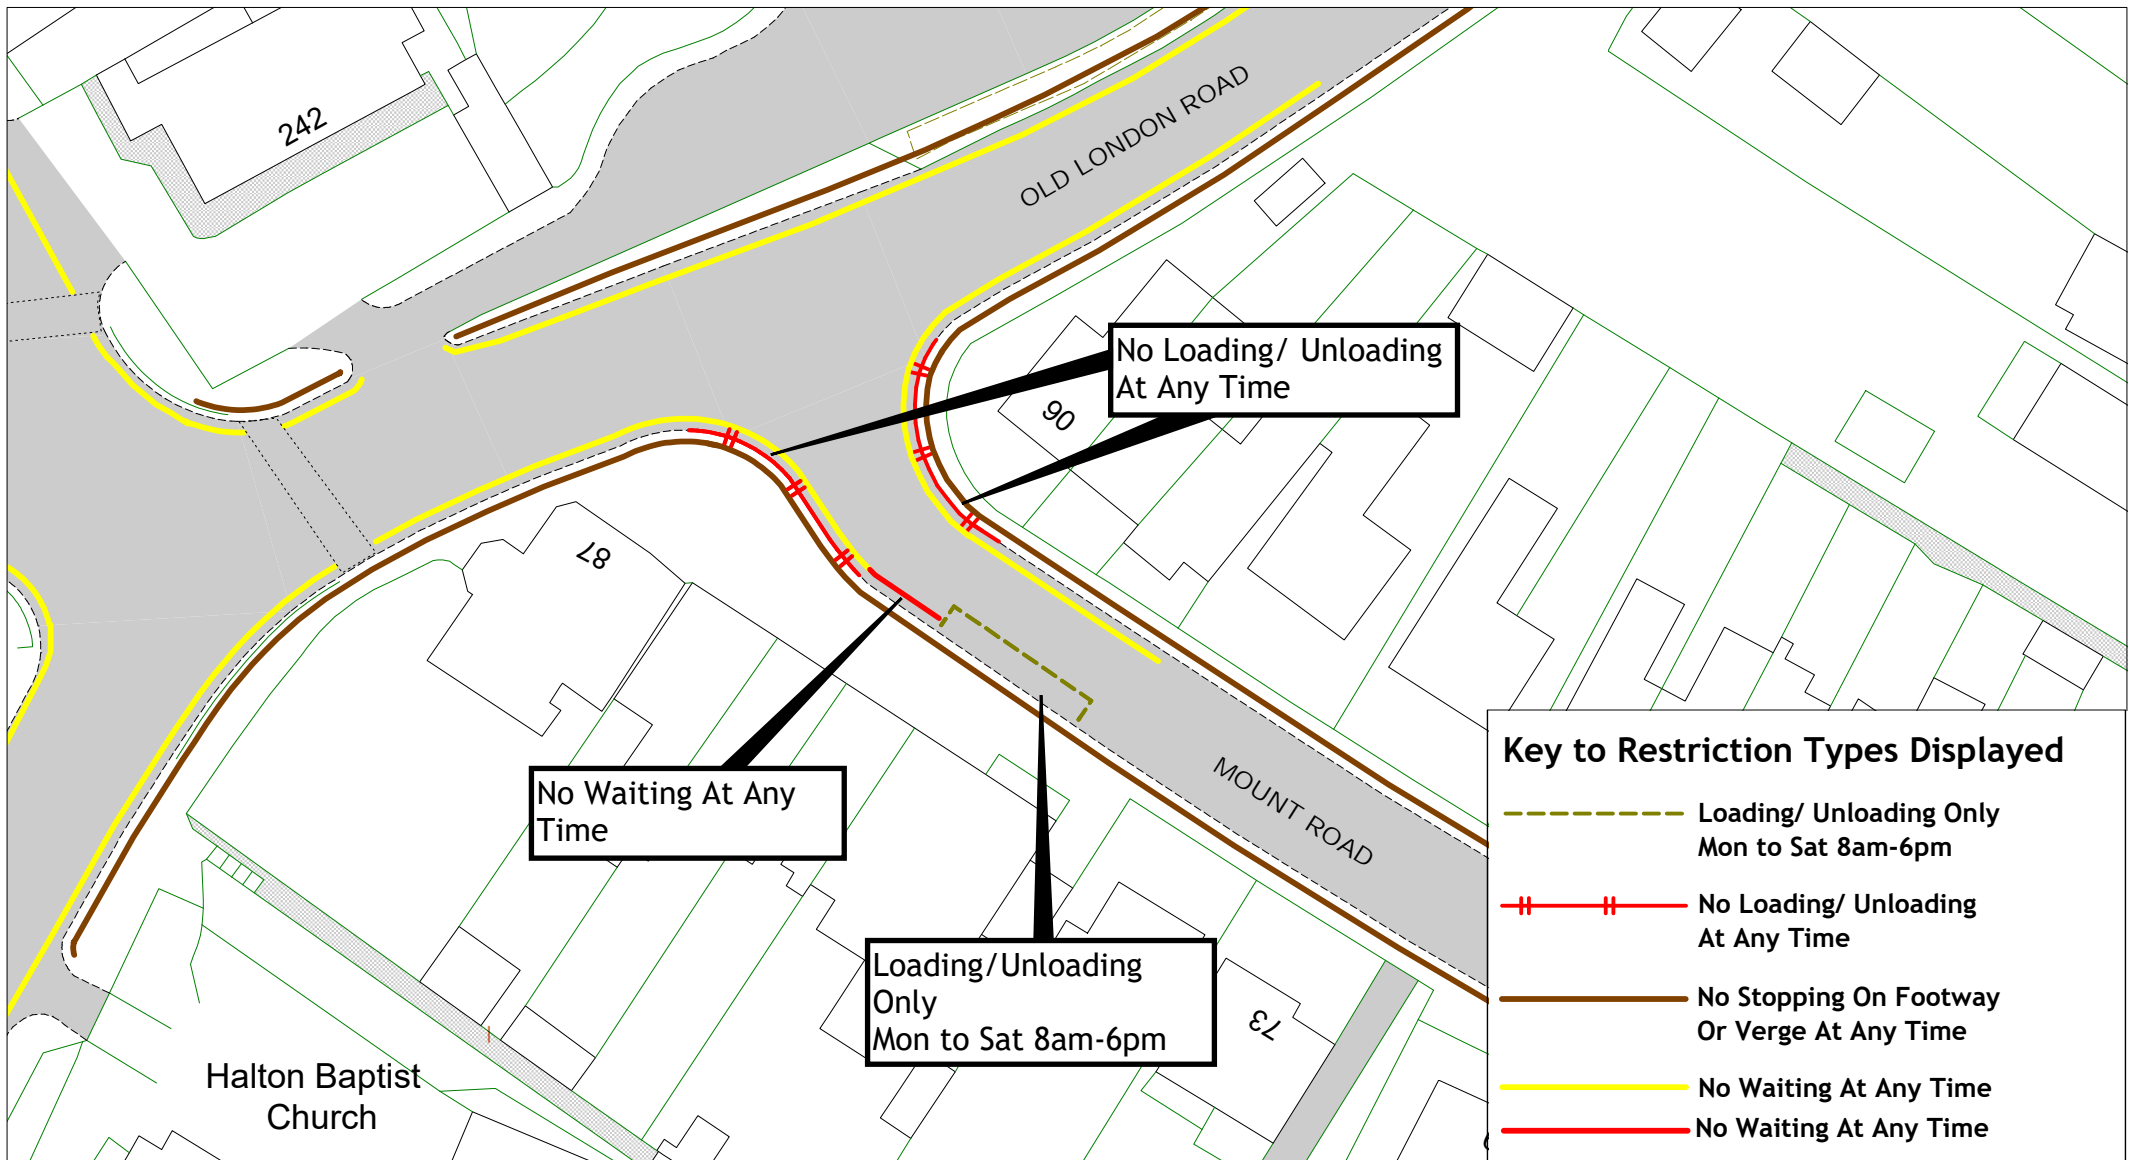 242
OLD LONDON ROAD
No Loading/ Unloading
At Any Time
90
87
No Waiting At Any
Time
MOUNT ROAD
Loading/Unloading
Only
Mon to Sat 8am-6pm
73
Halton Baptist
Church
Key to Restriction Types Displayed
Loading/ Unloading Only
Mon to Sat 8am-6pm
No Loading/ Unloading
At Any Time
No Stopping On Footway
Or Verge At Any Time
No Waiting At Any Time
No Waiting At Any Time